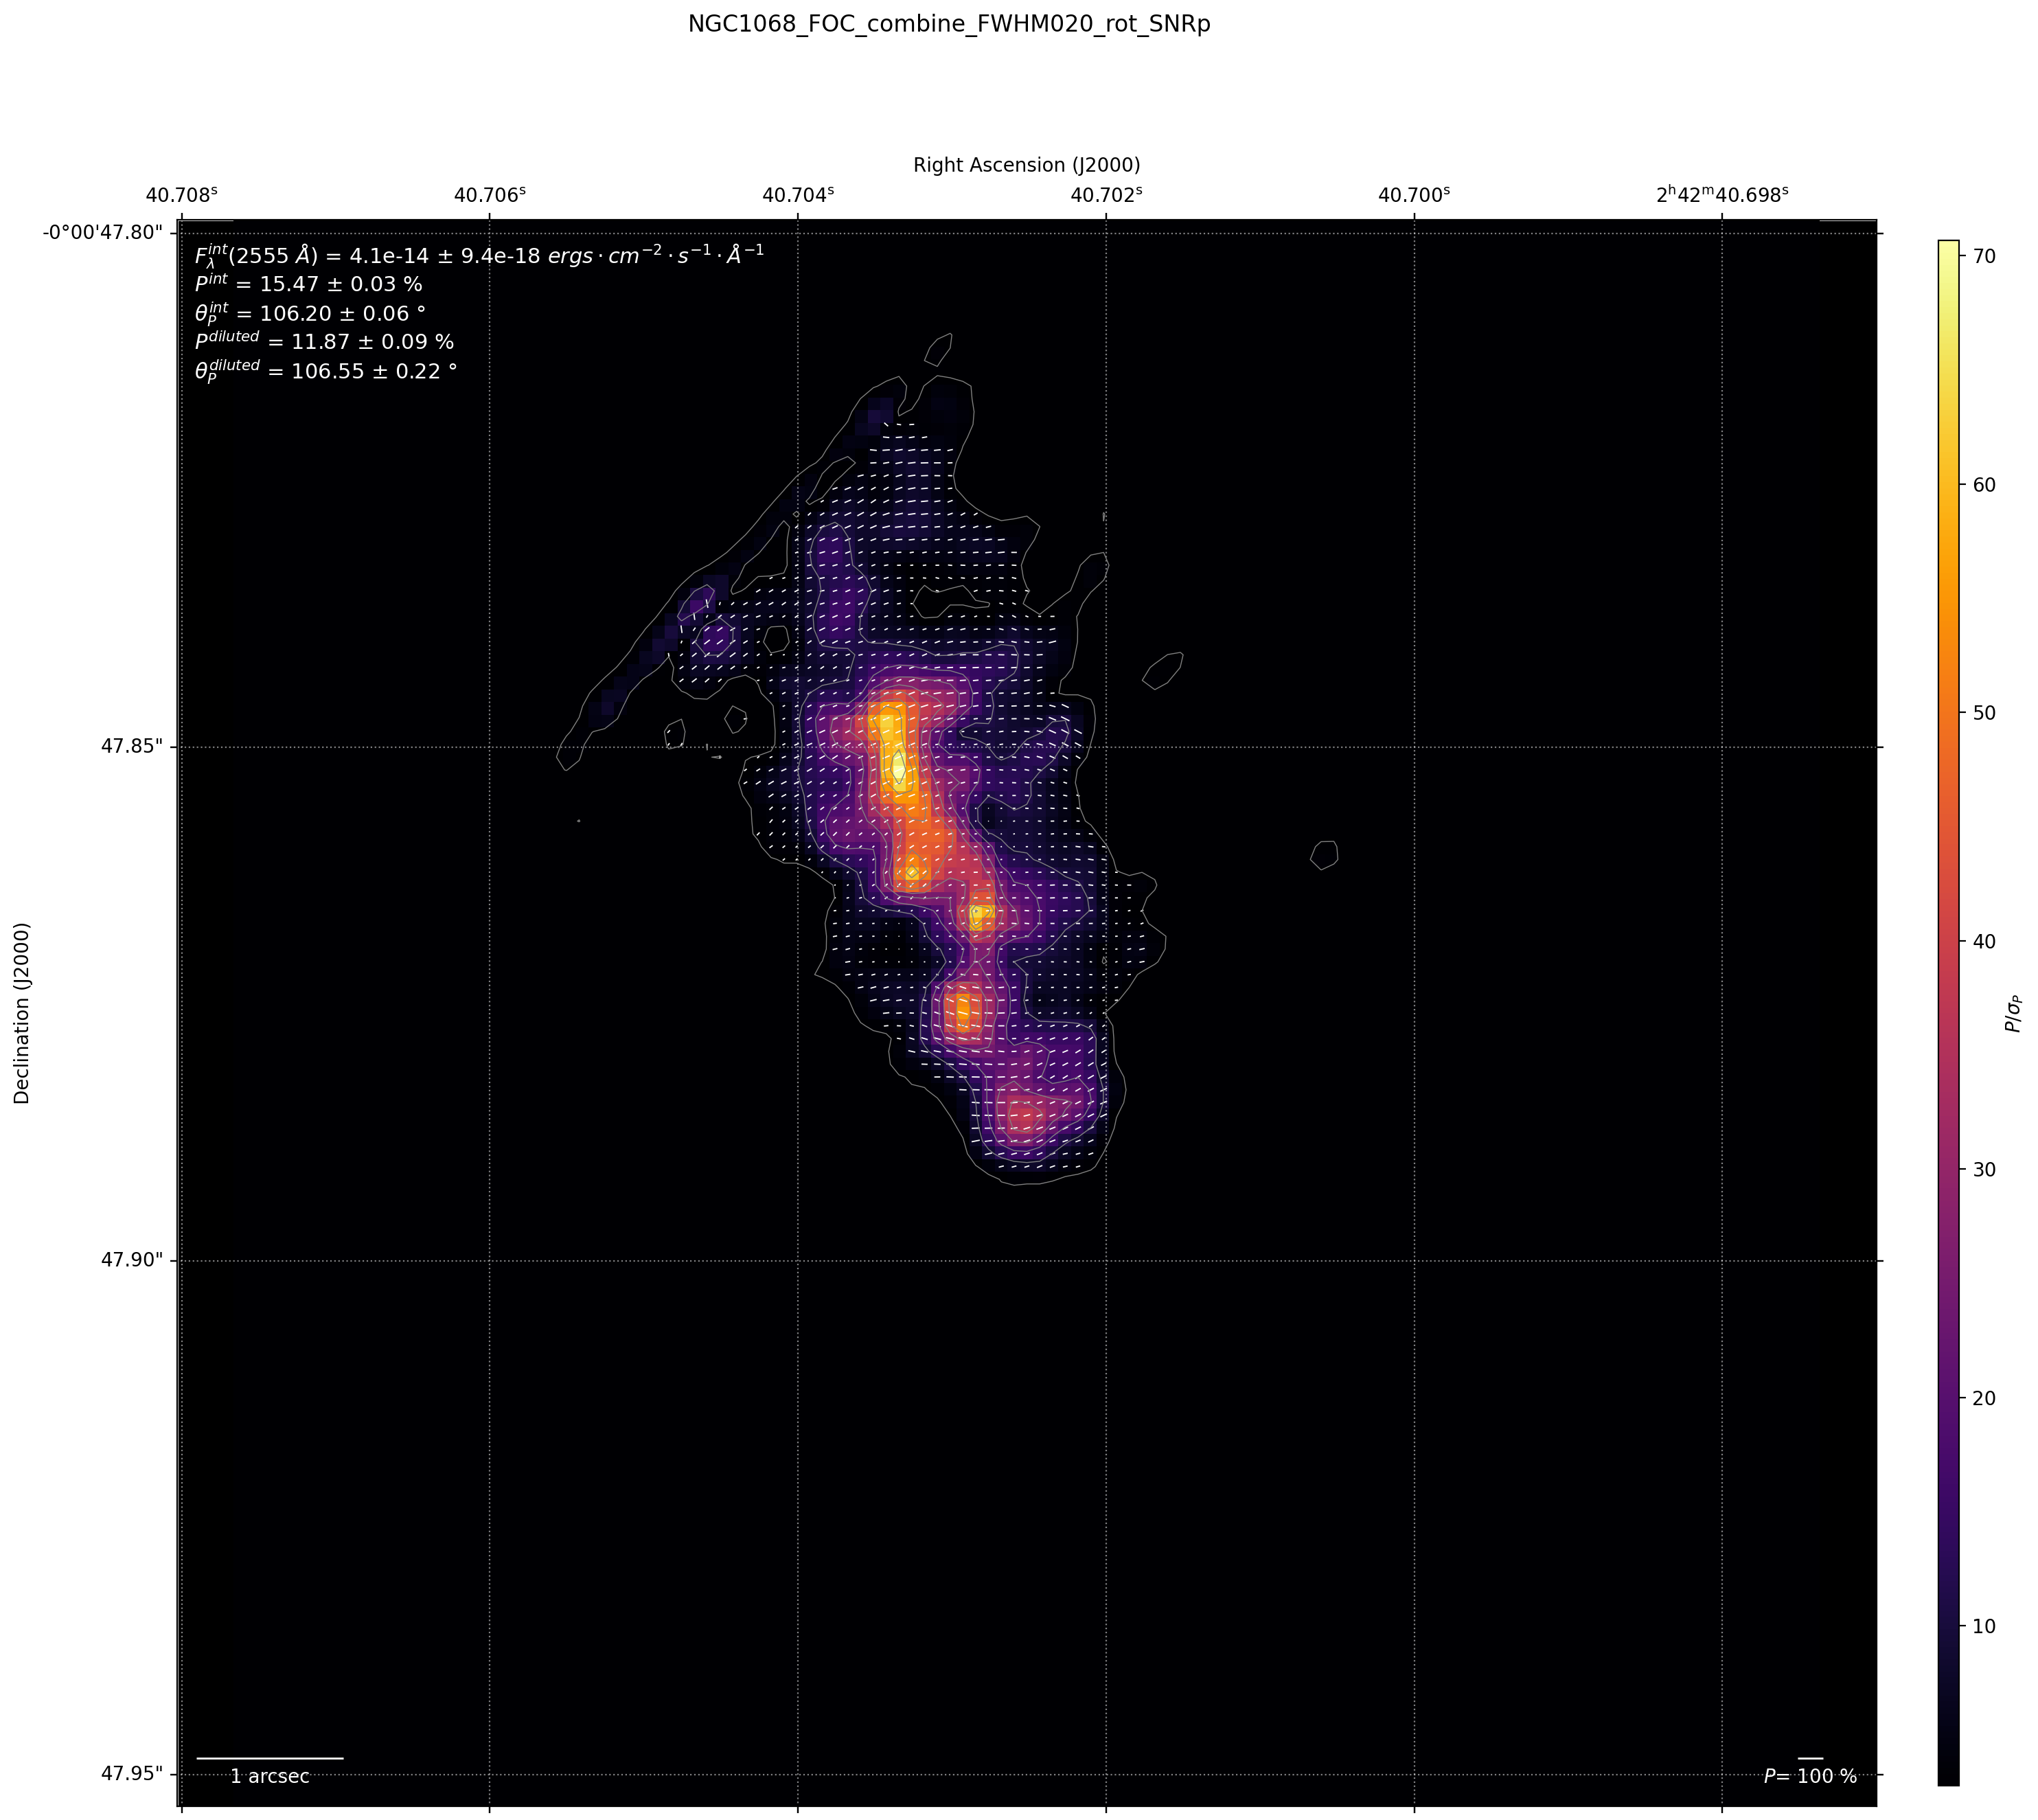 NGC1068_FOC_combine_FWHM020_rot_SNRp
Right Ascension (J2000)
40.708ˢ 40.706ˢ 40.704ˢ 40.702ˢ 40.700ˢ 2ʰ42ᵐ40.698ˢ
-0°00'47.80"
F_λ^int(2555 Å) = 4.1e-14 ± 9.4e-18 ergs · cm⁻² · s⁻¹ · Å⁻¹
P^int = 15.47 ± 0.03 %
θ_P^int = 106.20 ± 0.06 °
P^diluted = 11.87 ± 0.09 %
θ_P^diluted = 106.55 ± 0.22 °
47.85"
47.90"
47.95"
Declination (J2000)
1 arcsec
P= 100 %
70
60
50
40
30
20
10
P/σ_P